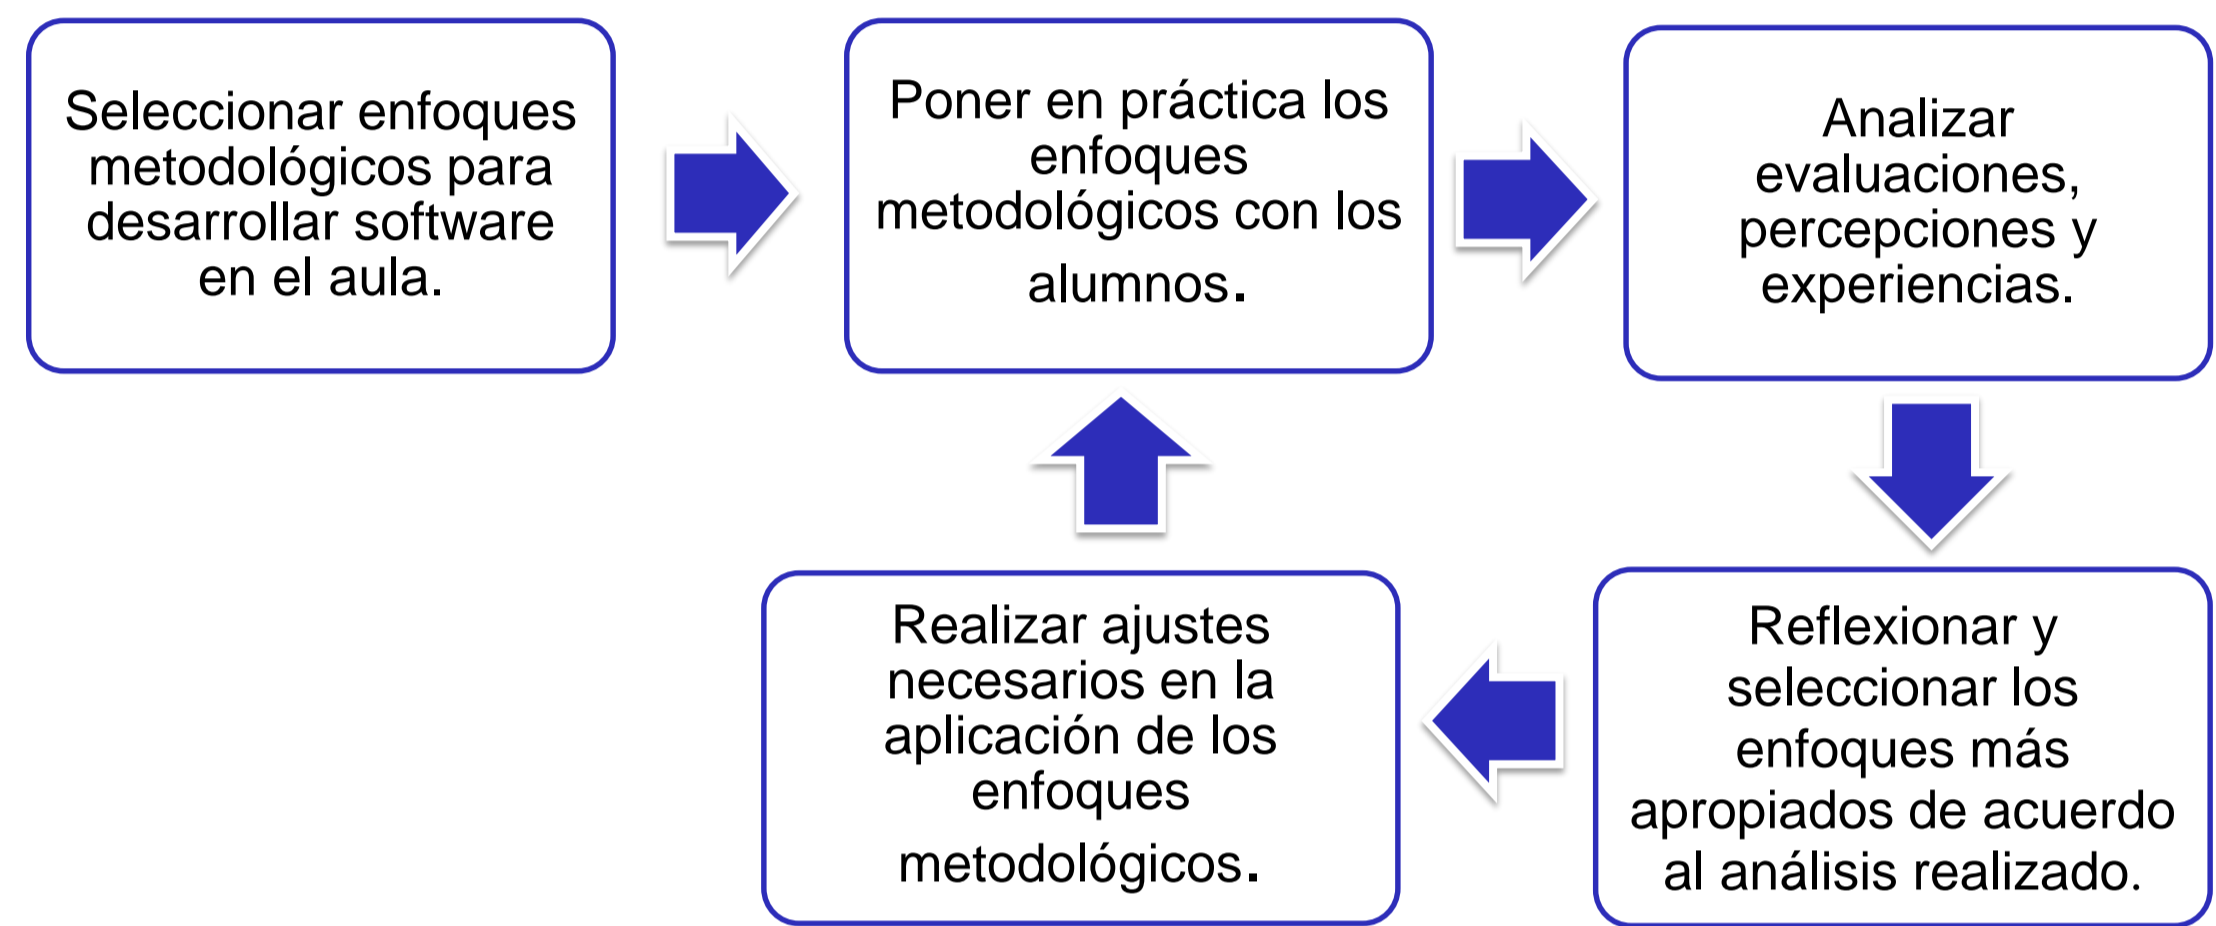 Seleccionar enfoques
metodológicos para
desarrollar software
en el aula.
Poner en práctica los
enfoques
metodológicos con los
alumnos.
Analizar
evaluaciones,
percepciones y
experiencias.
Reflexionar y
seleccionar los
enfoques más
apropiados de acuerdo
al análisis realizado.
Realizar ajustes
necesarios en la
aplicación de los
enfoques
metodológicos.